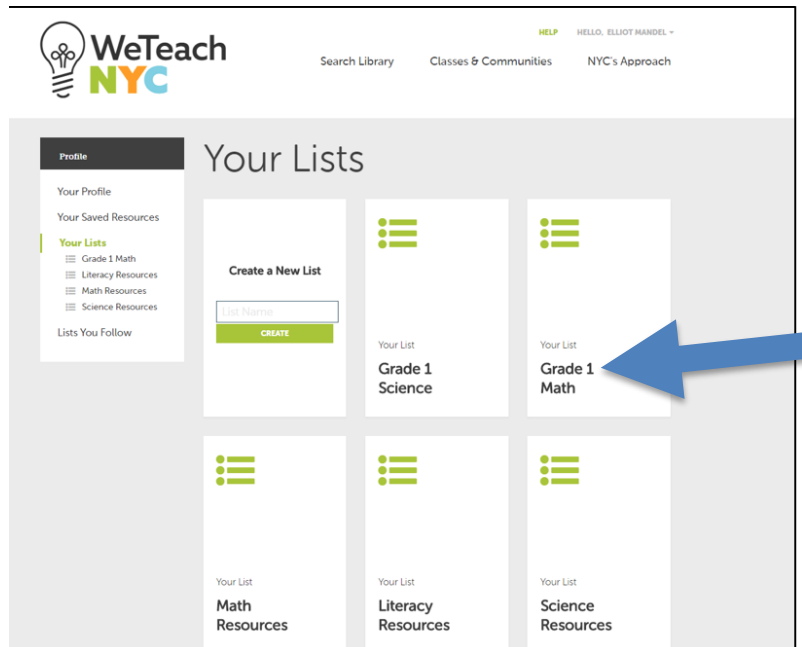 WeTeach
NYC
HELP HELLO, ELLIOT MANDEL
Search Library Classes & Communities NYC's Approach
Profile
Your Profile
Your Saved Resources
Your Lists
Grade 1 Math
Literacy Resources
Math Resources
Science Resources
Lists You Follow
Your Lists
Create a New List
List Name
CREATE
Your List
Grade 1
Science
Your List
Grade 1
Math
Your List
Math
Resources
Your List
Literacy
Resources
Your List
Science
Resources